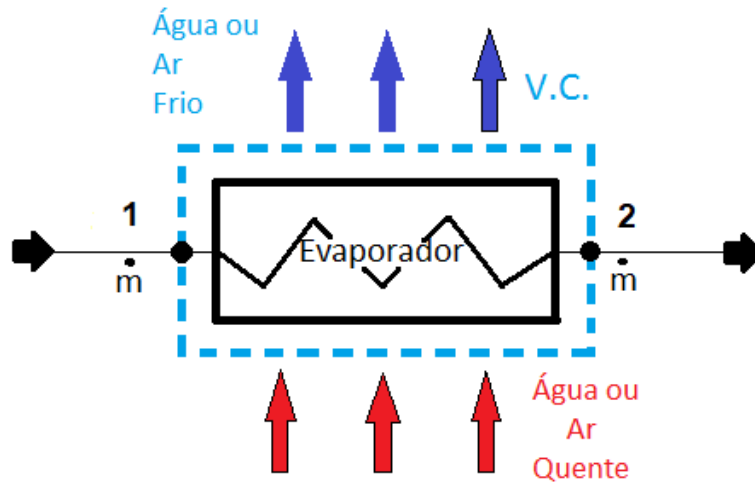 Água ou
Ar
Frio
V.C.
1
2
Evaporador
ṁ
ṁ
Água ou
Ar
Quente